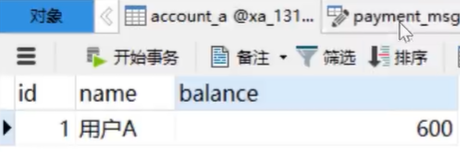 对象 account_a @xa_131... payment_msg
开始事务 备注 筛选 排序
id name balance
1 用户A 600